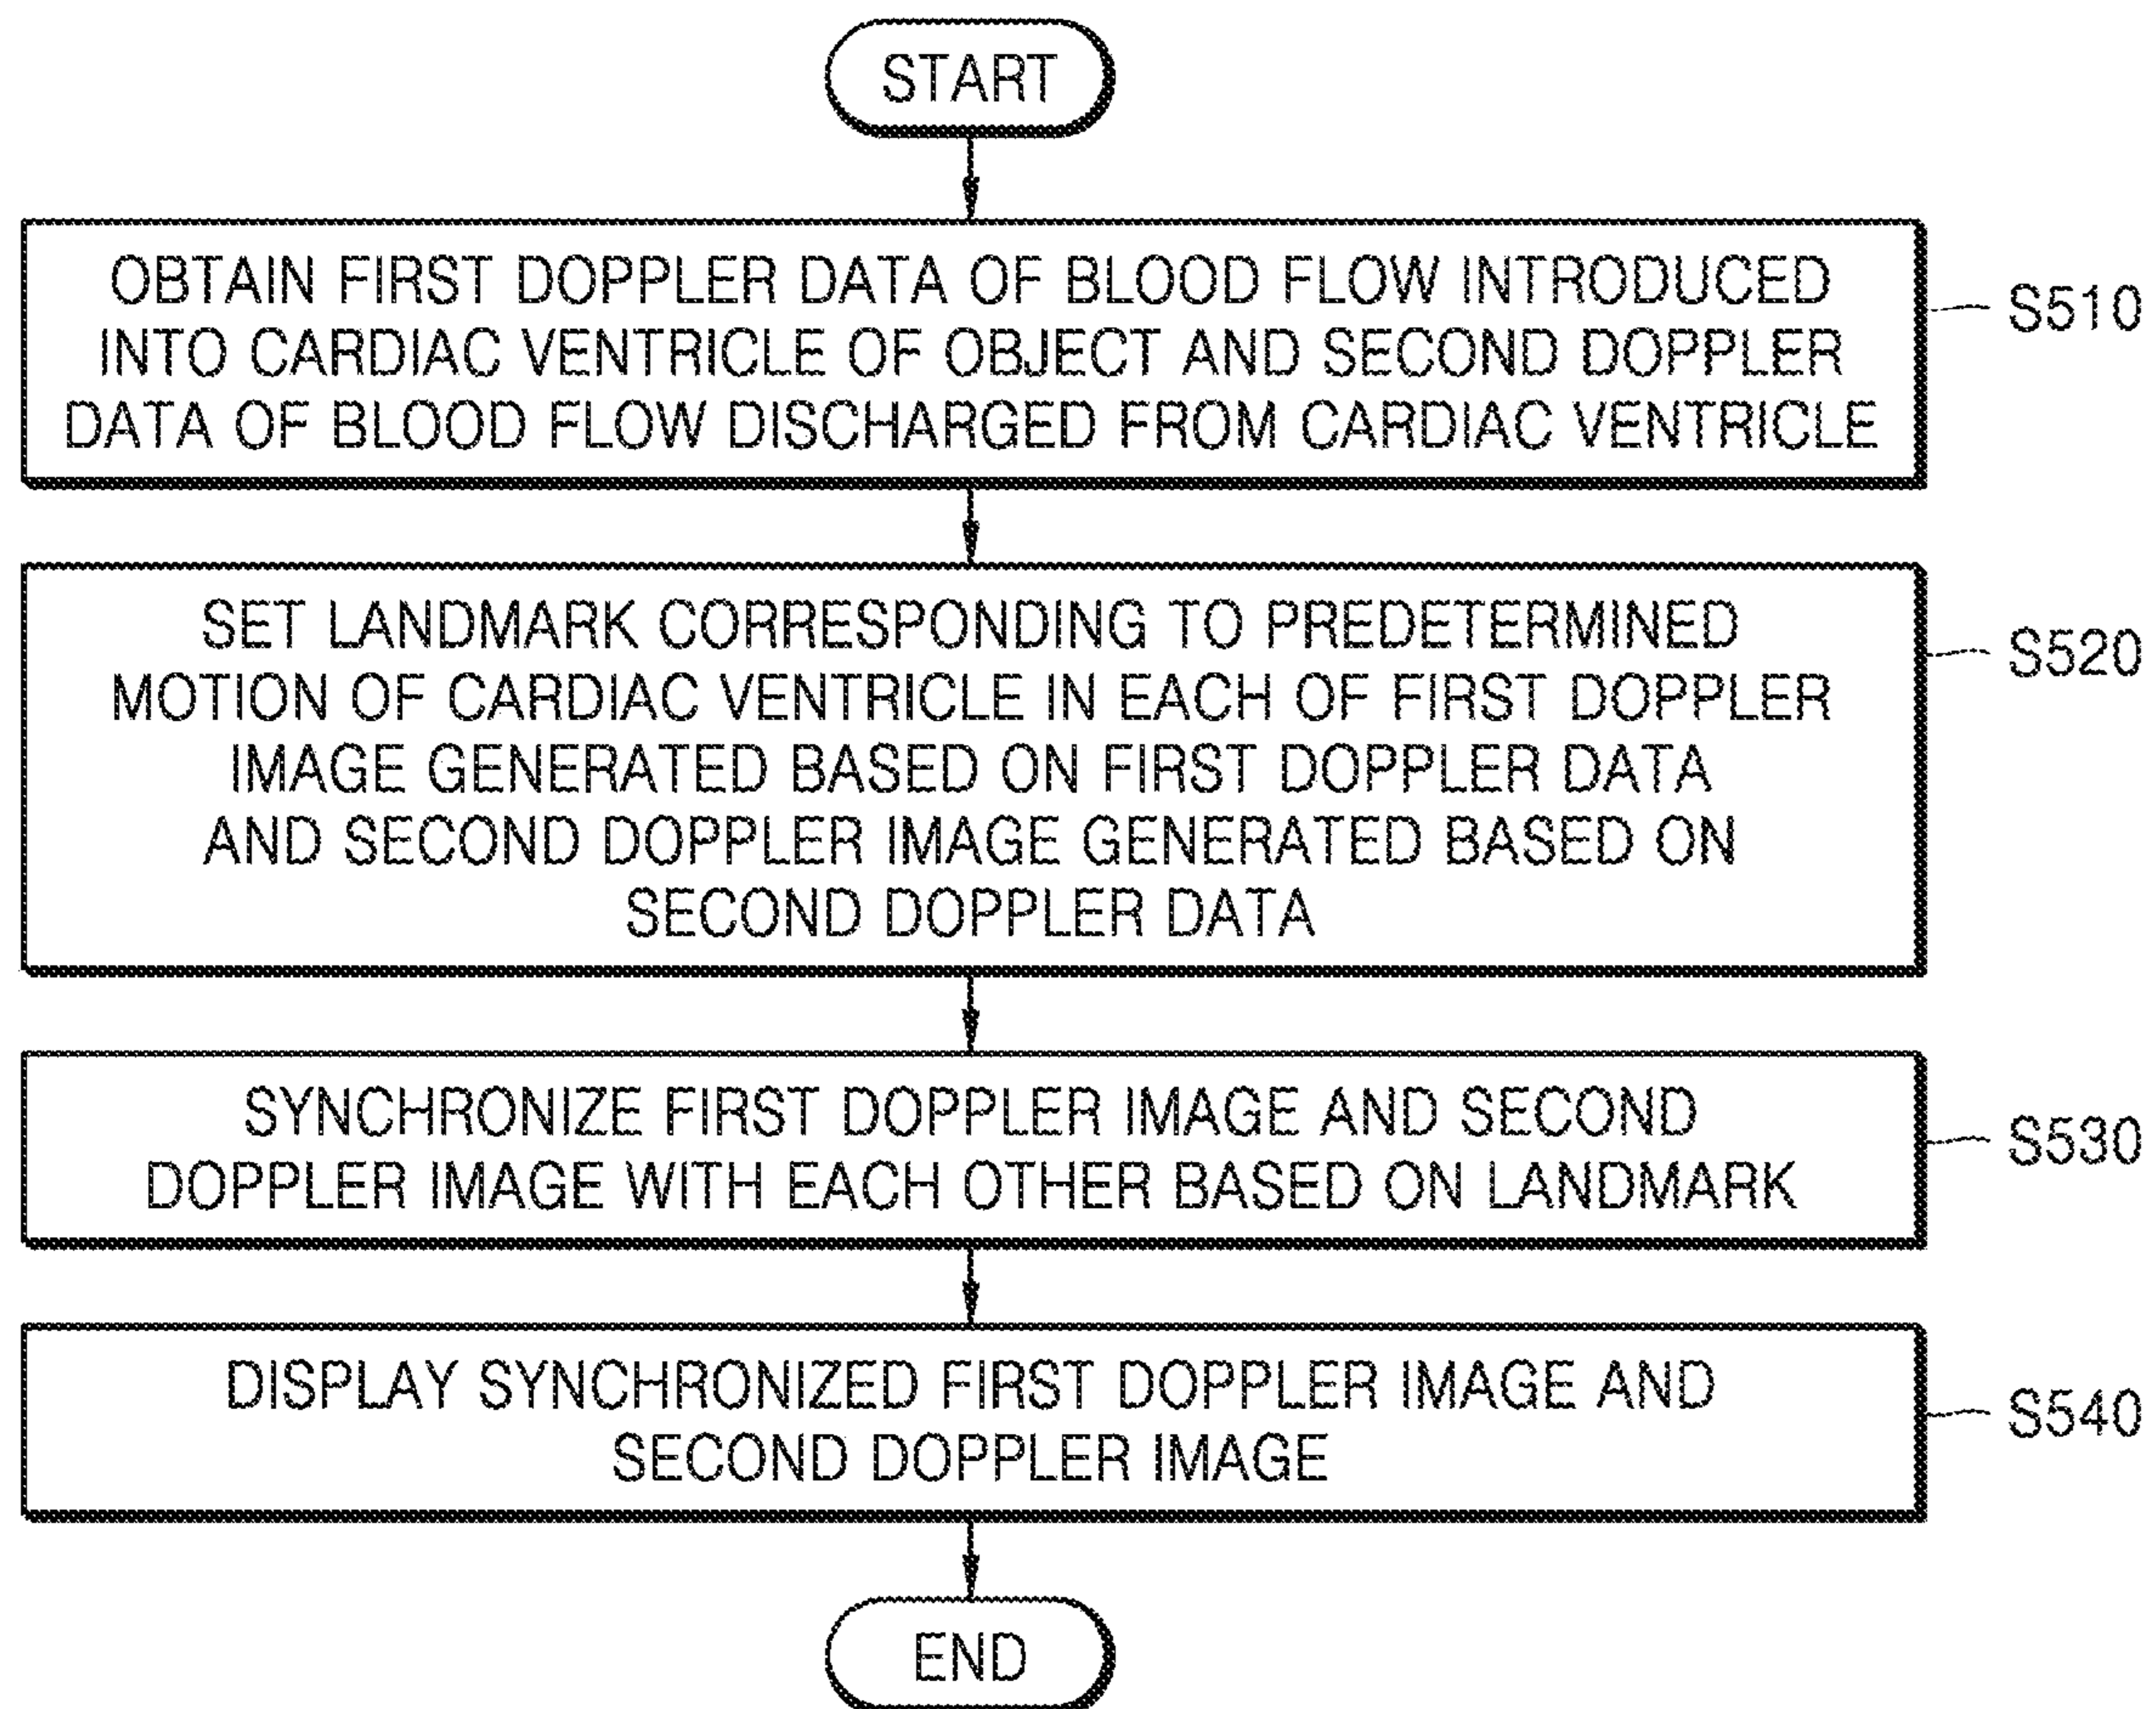 START
OBTAIN FIRST DOPPLER DATA OF BLOOD FLOW INTRODUCED
INTO CARDIAC VENTRICLE OF OBJECT AND SECOND DOPPLER
DATA OF BLOOD FLOW DISCHARGED FROM CARDIAC VENTRICLE
S510
SET LANDMARK CORRESPONDING TO PREDETERMINED
MOTION OF CARDIAC VENTRICLE IN EACH OF FIRST DOPPLER
IMAGE GENERATED BASED ON FIRST DOPPLER DATA
AND SECOND DOPPLER IMAGE GENERATED BASED ON
SECOND DOPPLER DATA
S520
SYNCHRONIZE FIRST DOPPLER IMAGE AND SECOND
DOPPLER IMAGE WITH EACH OTHER BASED ON LANDMARK
S530
DISPLAY SYNCHRONIZED FIRST DOPPLER IMAGE AND
SECOND DOPPLER IMAGE
S540
END